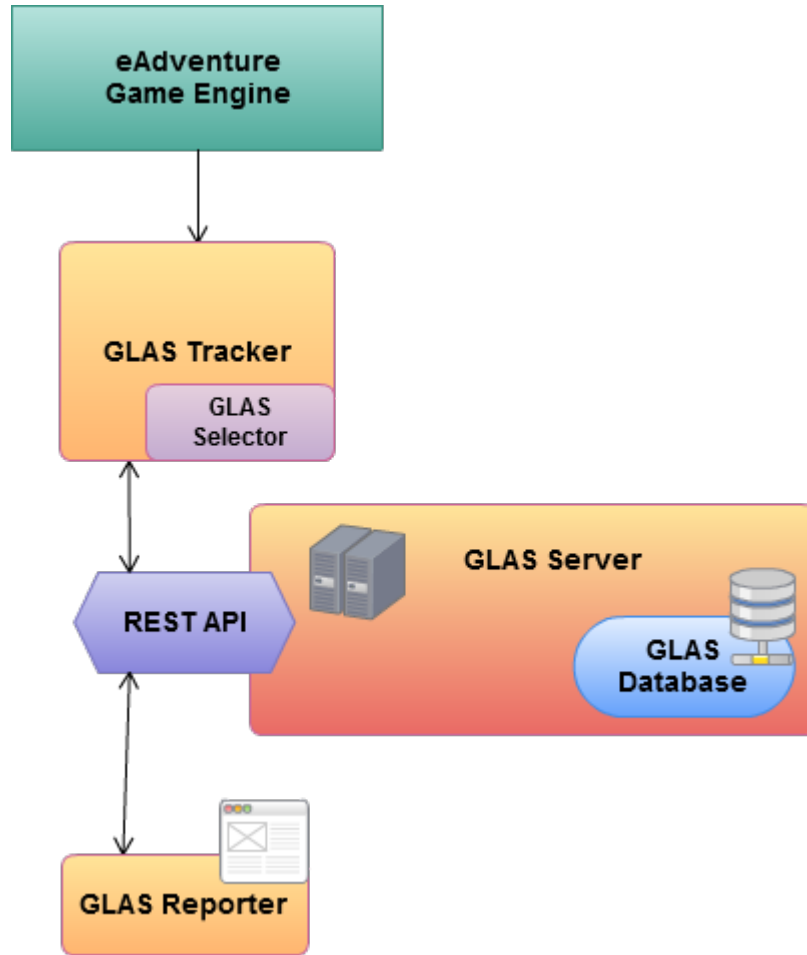 eAdventure
Game Engine
GLAS Tracker
GLAS
Selector
GLAS Server
REST API
GLAS
Database
GLAS Reporter